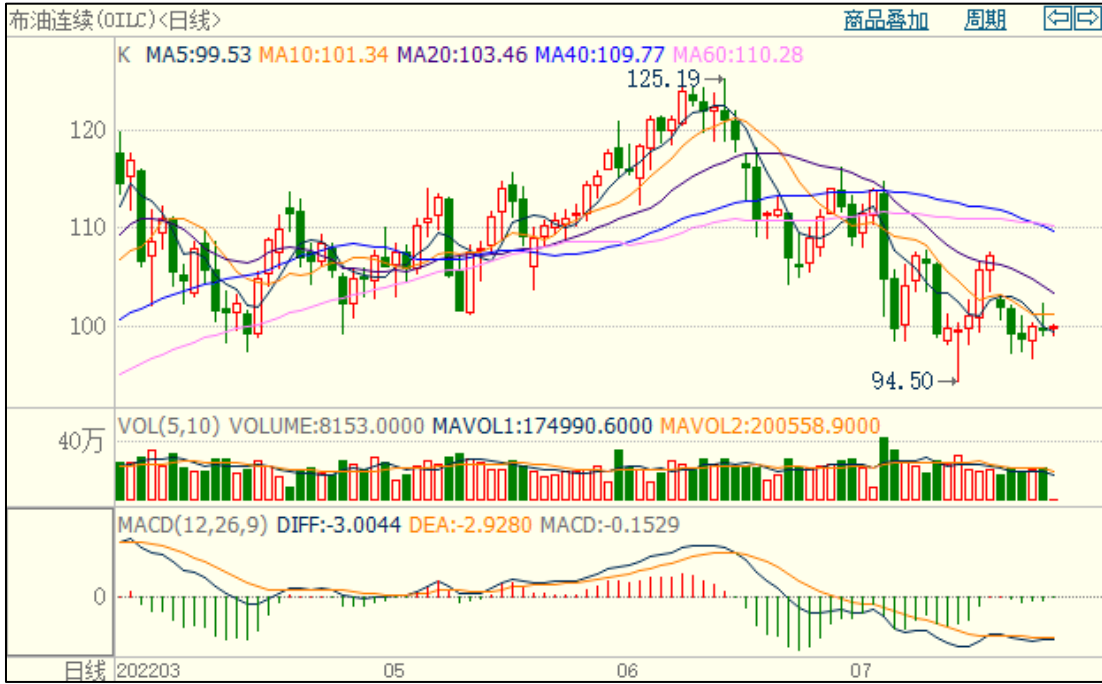 布油连续(OILC)<日线> 商品叠加 周期
K MA5:99.53 MA10:101.34 MA20:103.46 MA40:109.77 MA60:110.28
125.19
120
110
100
94.50
VOL(5,10) VOLUME:8153.0000 MAVOL1:174990.6000 MAVOL2:200558.9000
40万
MACD(12,26,9) DIFF:-3.0044 DEA:-2.9280 MACD:-0.1529
0
日线 202203 05 06 07